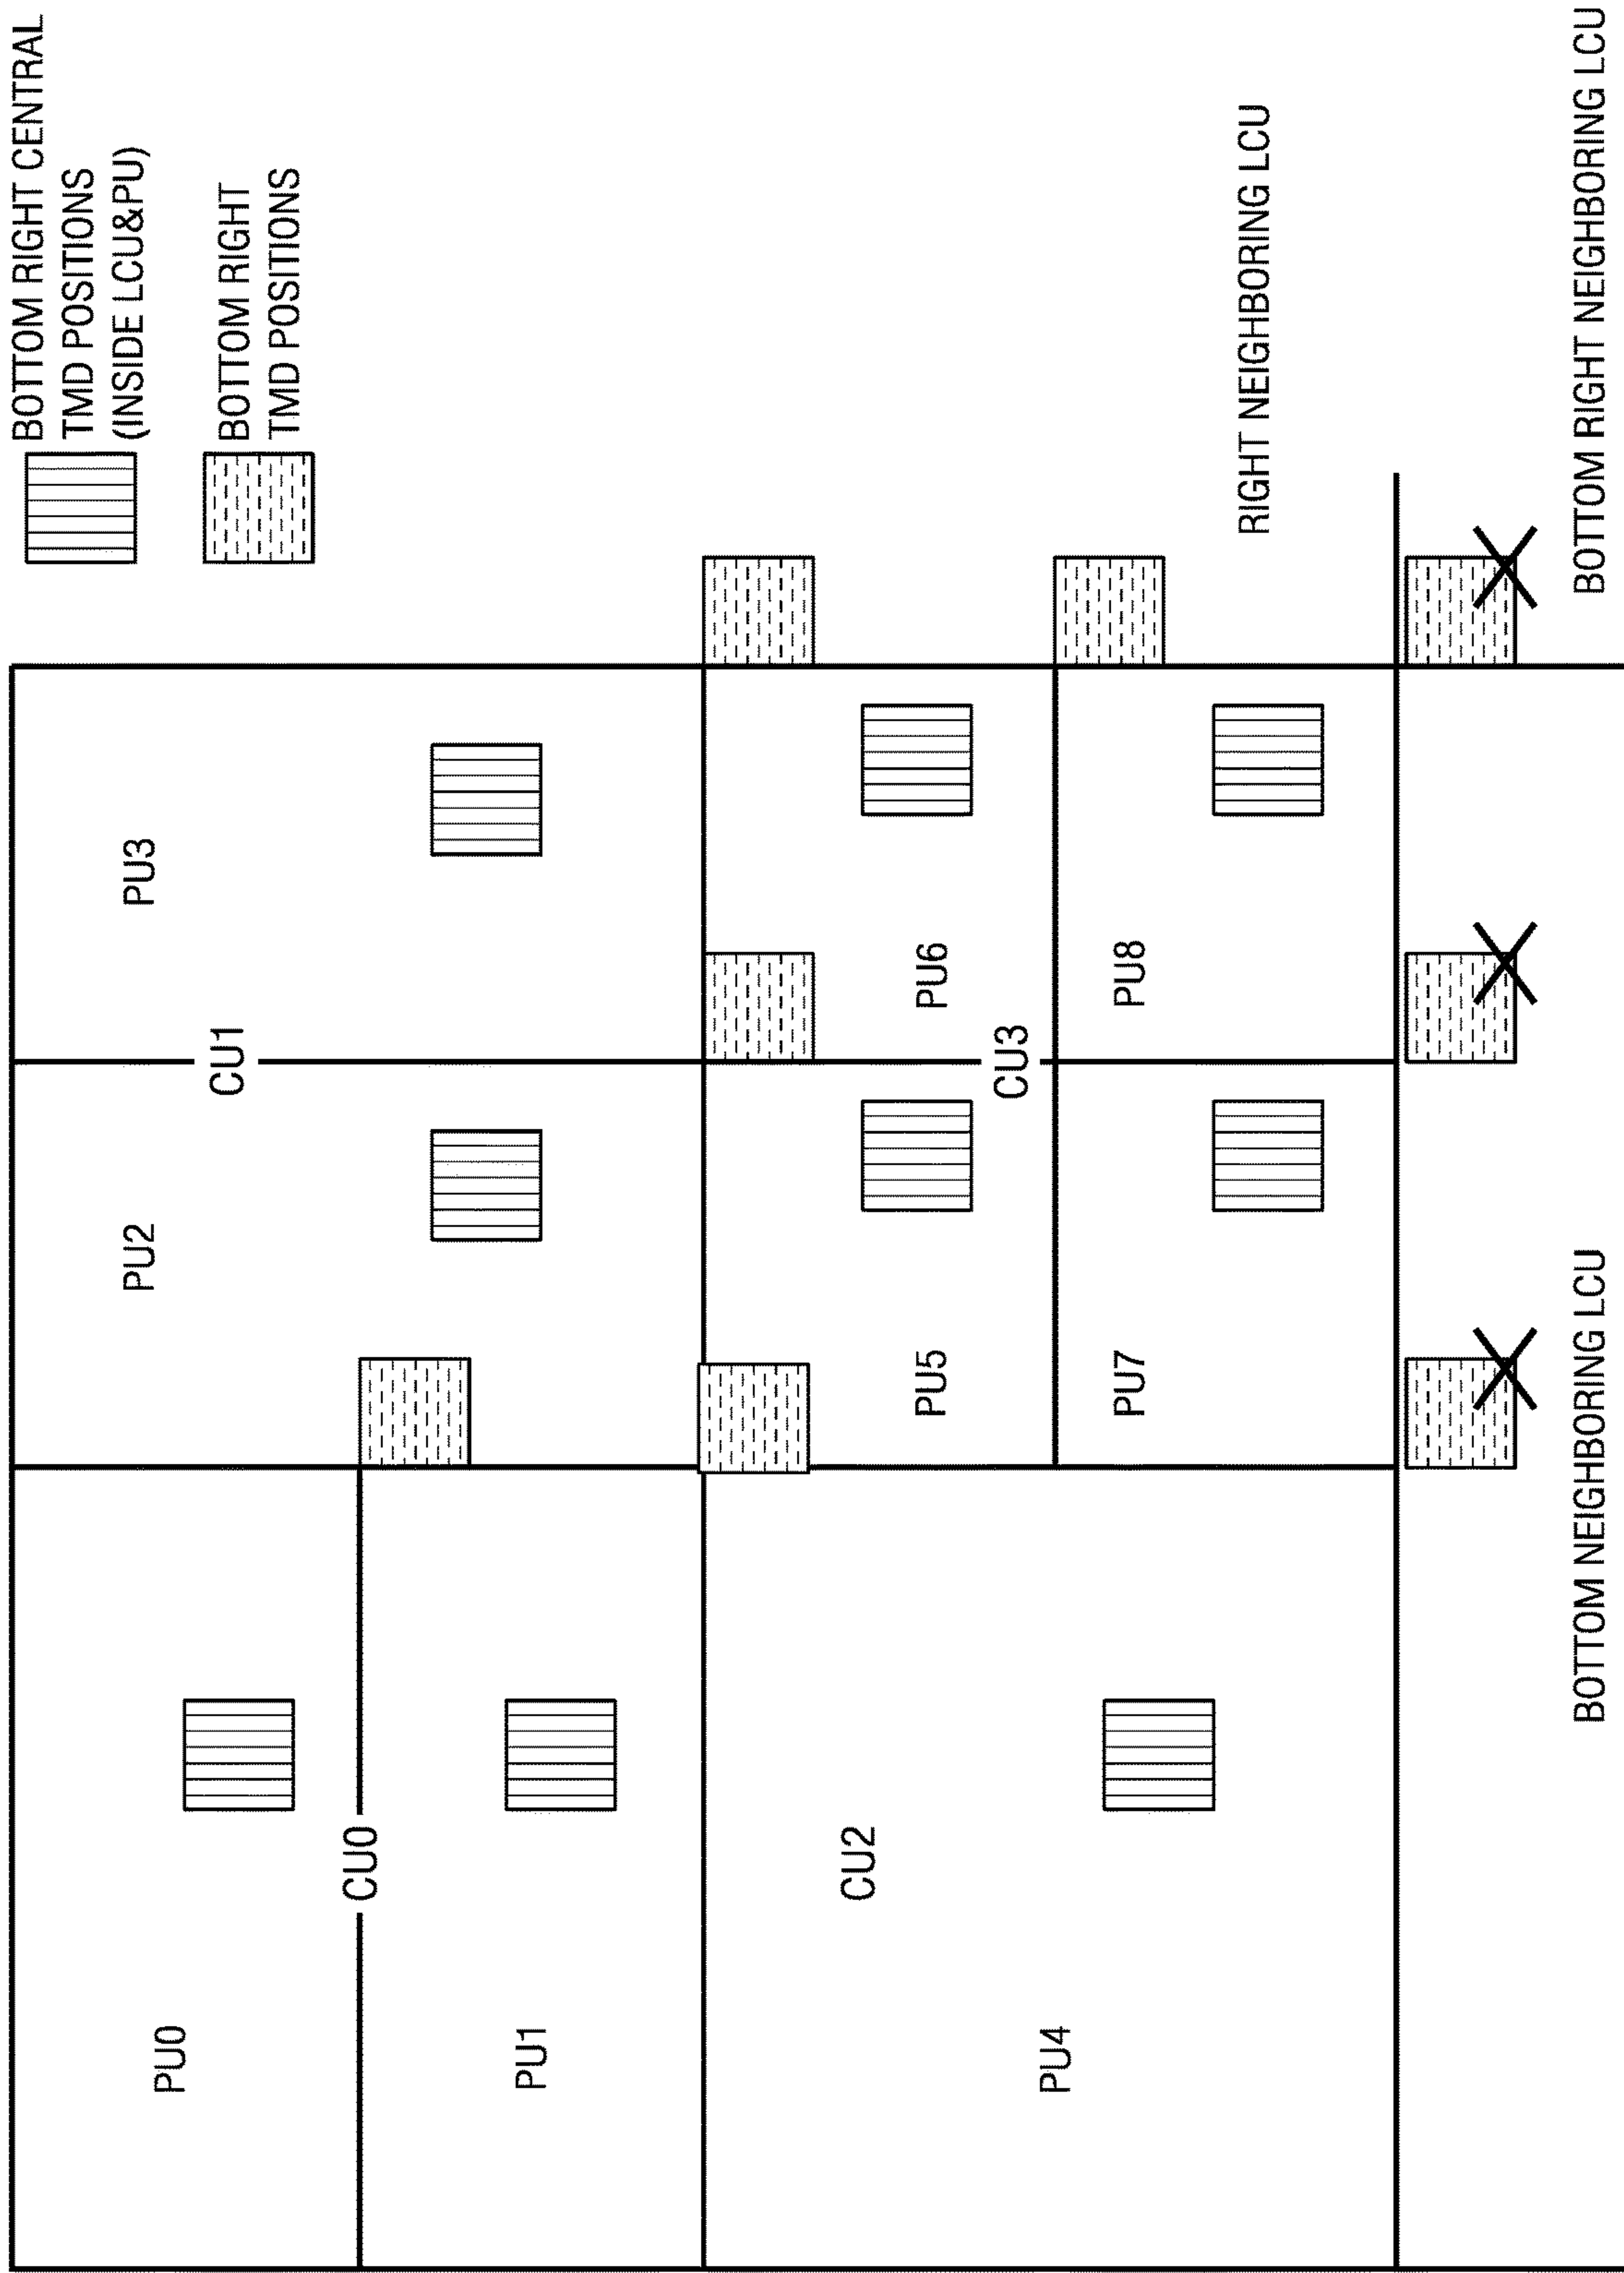 BOTTOM RIGHT CENTRAL
TMD POSITIONS
(INSIDE LCU&PU)
BOTTOM RIGHT
TMD POSITIONS
PU0
CU0
PU1
PU2
CU1
PU3
CU2
PU4
PU5
PU6
CU3
PU7
PU8
RIGHT NEIGHBORING LCU
BOTTOM NEIGHBORING LCU
BOTTOM RIGHT NEIGHBORING LCU